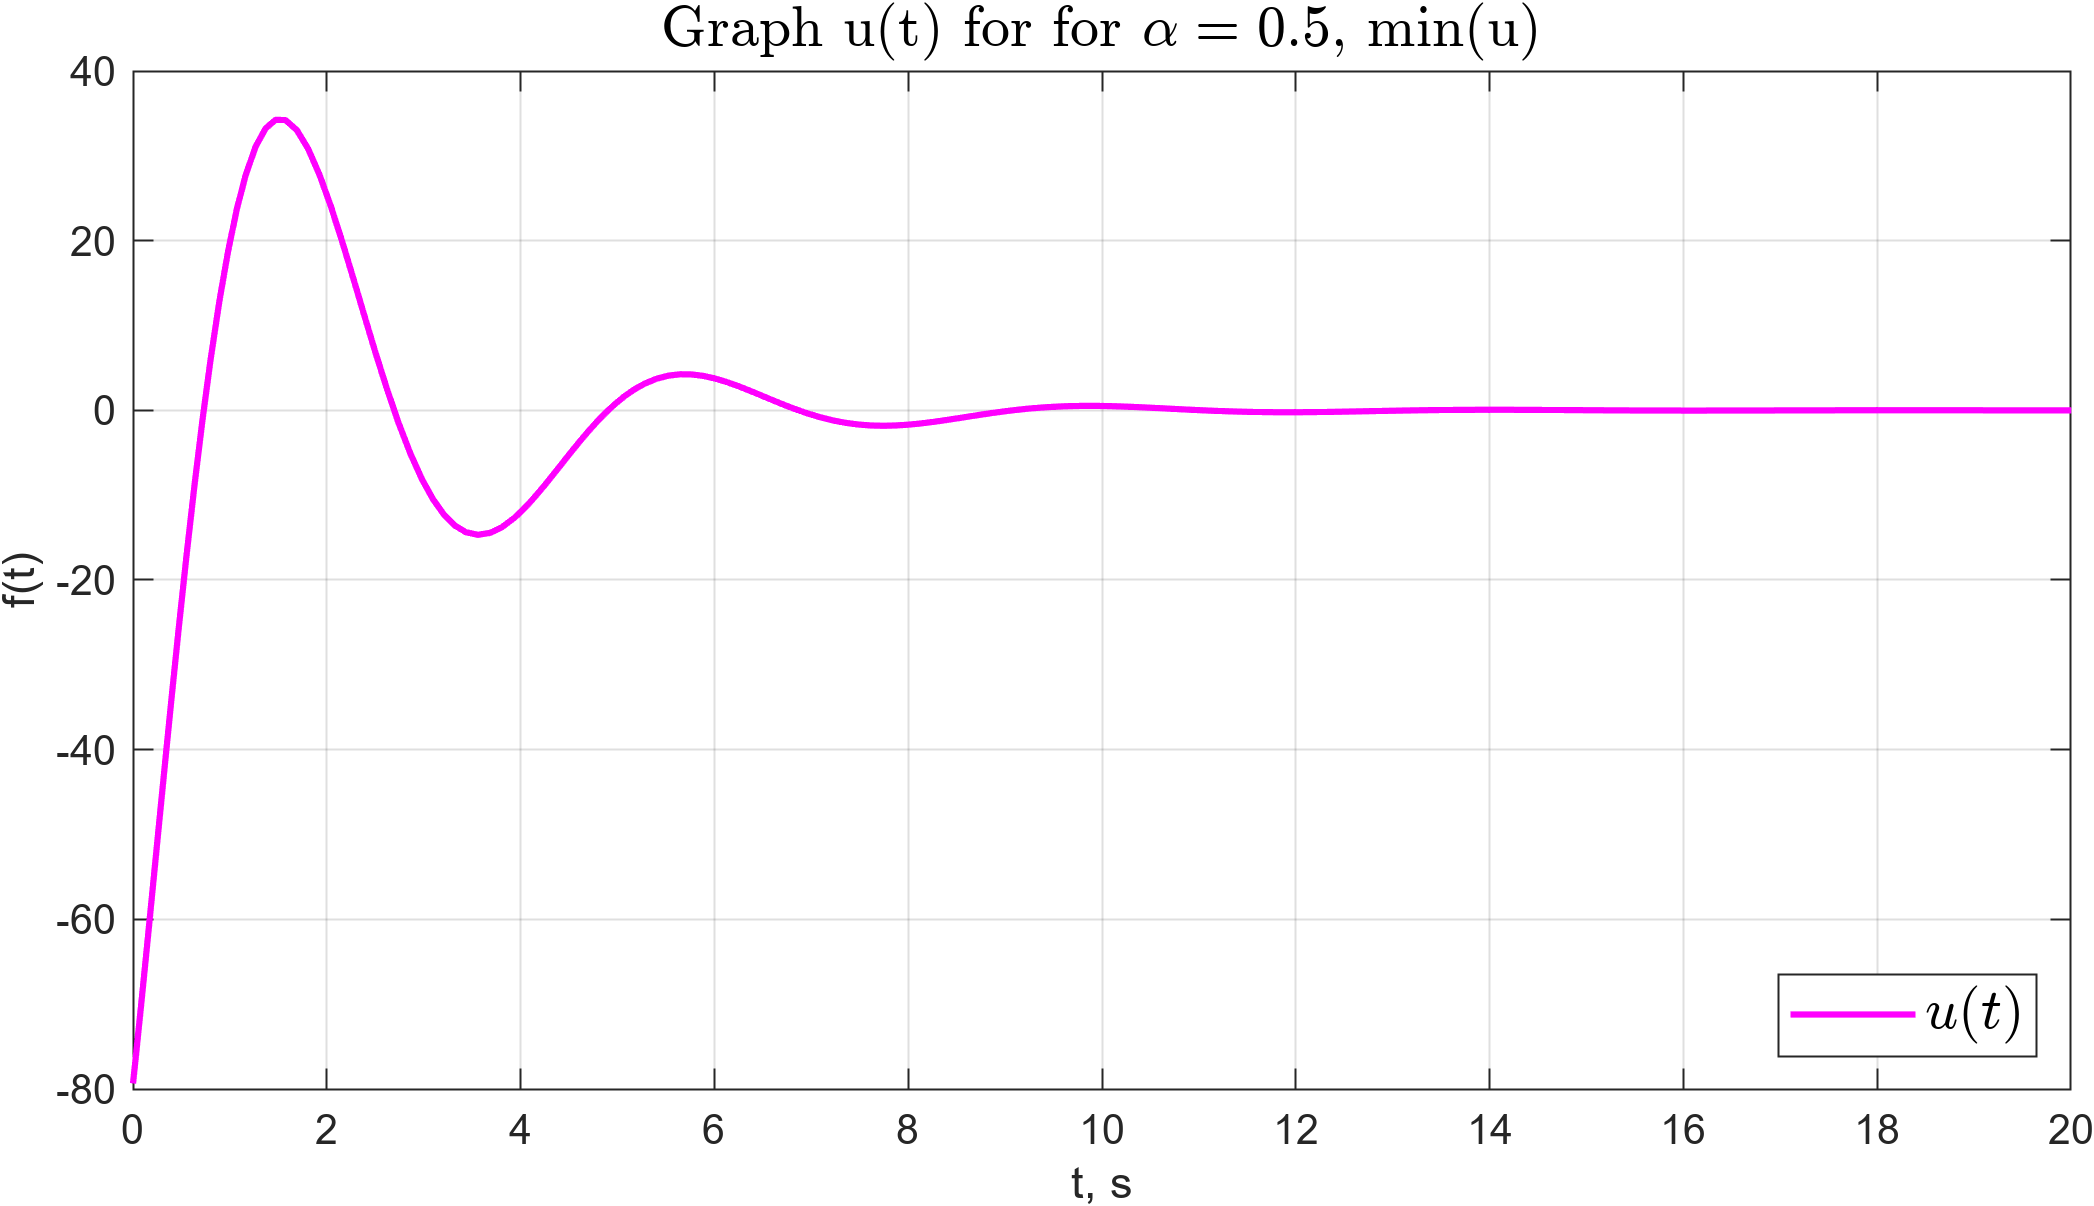 Graph u(t) for for α = 0.5, min(u)
40
20
0
-20
-40
-60
-80
f(t)
u(t)
0 2 4 6 8 10 12 14 16 18 20
t, s